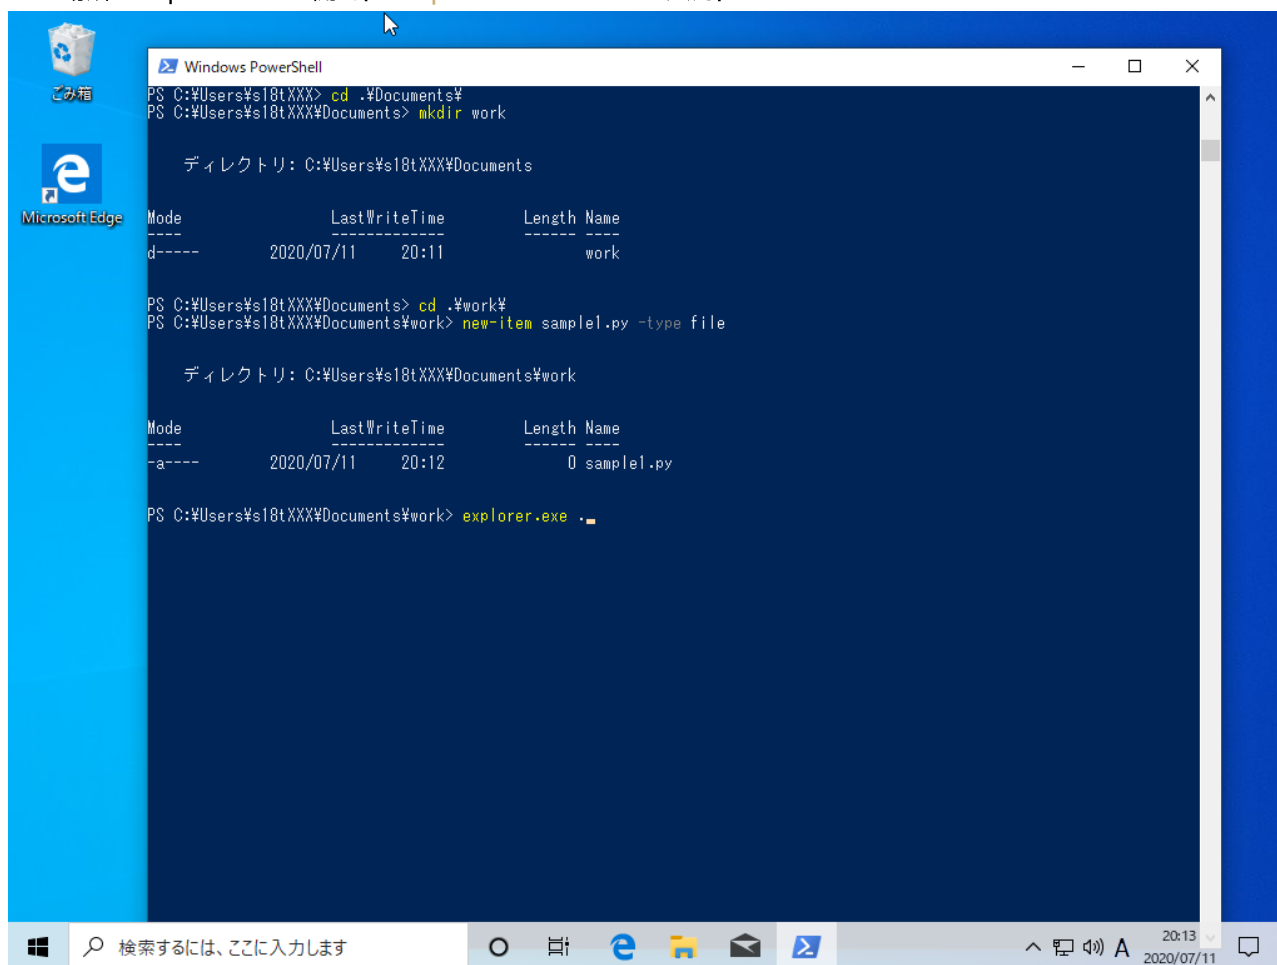 ごみ箱
Microsoft Edge
Windows PowerShell
PS C:¥Users¥s18tXXX> cd .¥Documents¥
PS C:¥Users¥s18tXXX¥Documents> mkdir work
ディレクトリ: C:¥Users¥s18tXXX¥Documents
Mode LastWriteTime Length Name
---- ------------- ------ ----
d----- 2020/07/11 20:11 work
PS C:¥Users¥s18tXXX¥Documents> cd .¥work¥
PS C:¥Users¥s18tXXX¥Documents¥work> new-item sample1.py -type file
ディレクトリ: C:¥Users¥s18tXXX¥Documents¥work
Mode LastWriteTime Length Name
---- ------------- ------ ----
-a---- 2020/07/11 20:12 0 sample1.py
PS C:¥Users¥s18tXXX¥Documents¥work> explorer.exe .
検索するには、ここに入力します
A
20:13
2020/07/11